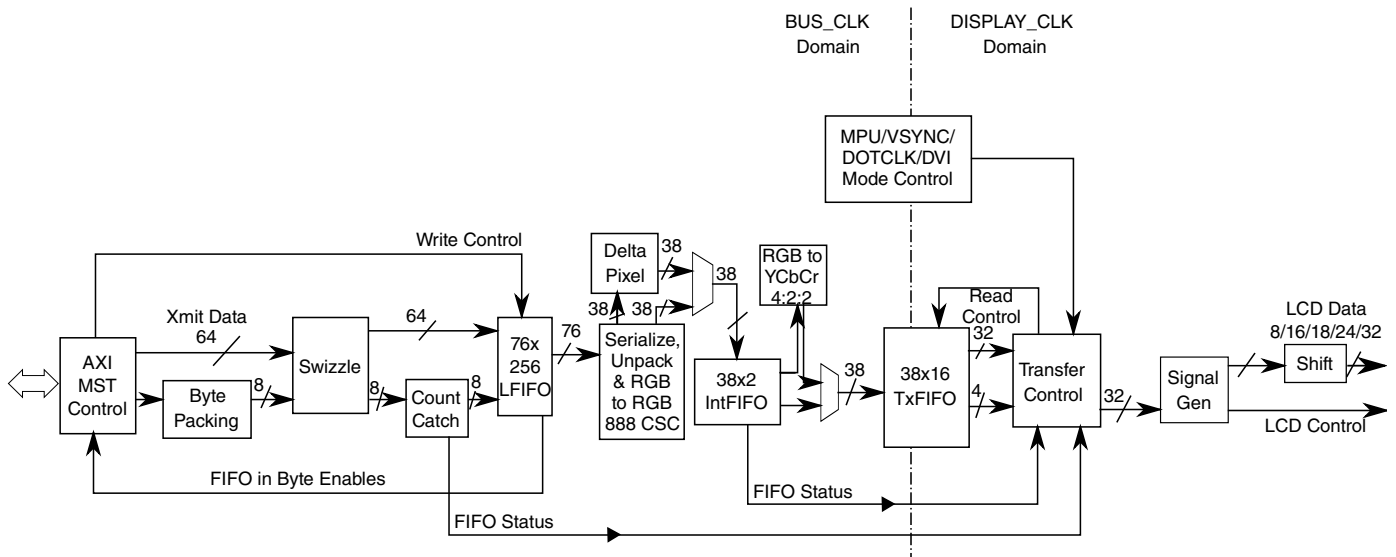 BUS_CLK
Domain
DISPLAY_CLK
Domain
MPU/VSYNC/
DOTCLK/DVI
Mode Control
Write Control
Delta
Pixel
38
38
RGB to
YCbCr
4:2:2
Read
Control
LCD Data
8/16/18/24/32
Xmit Data
64
64
38
38
76
AXI
MST
Control
Byte
Packing
8
Swizzle
8
Count
Catch
8
76x
256
LFIFO
Serialize,
Unpack
& RGB
to RGB
888 CSC
38x2
IntFIFO
38
38x16
TxFIFO
32
4
Transfer
Control
32
Signal
Gen
Shift
LCD Control
FIFO in Byte Enables
FIFO Status
FIFO Status